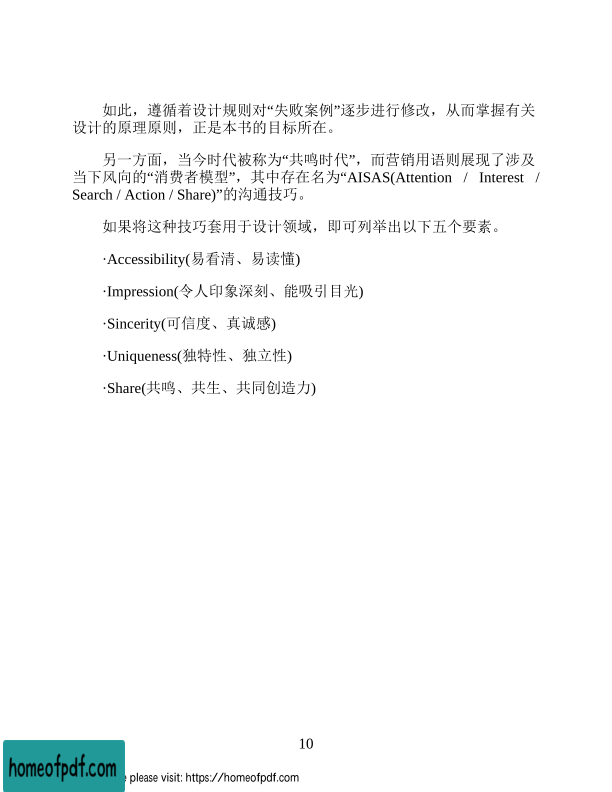 如此，遵循着设计规则对“失败案例”逐步进行修改，从而掌握有关
设计的原理原则，正是本书的目标所在。
另一方面，当今时代被称为“共鸣时代”，而营销用语则展现了涉及
当下风向的“消费者模型”，其中存在名为“AISAS(Attention / Interest /
Search / Action / Share)”的沟通技巧。
如果将这种技巧套用于设计领域，即可列举出以下五个要素。
·Accessibility(易看清、易读懂)
·Impression(令人印象深刻、能吸引目光)
·Sincerity(可信度、真诚感)
·Uniqueness(独特性、独立性)
·Share(共鸣、共生、共同创造力)
10
homeofpdf.com
please visit: https://homeofpdf.com